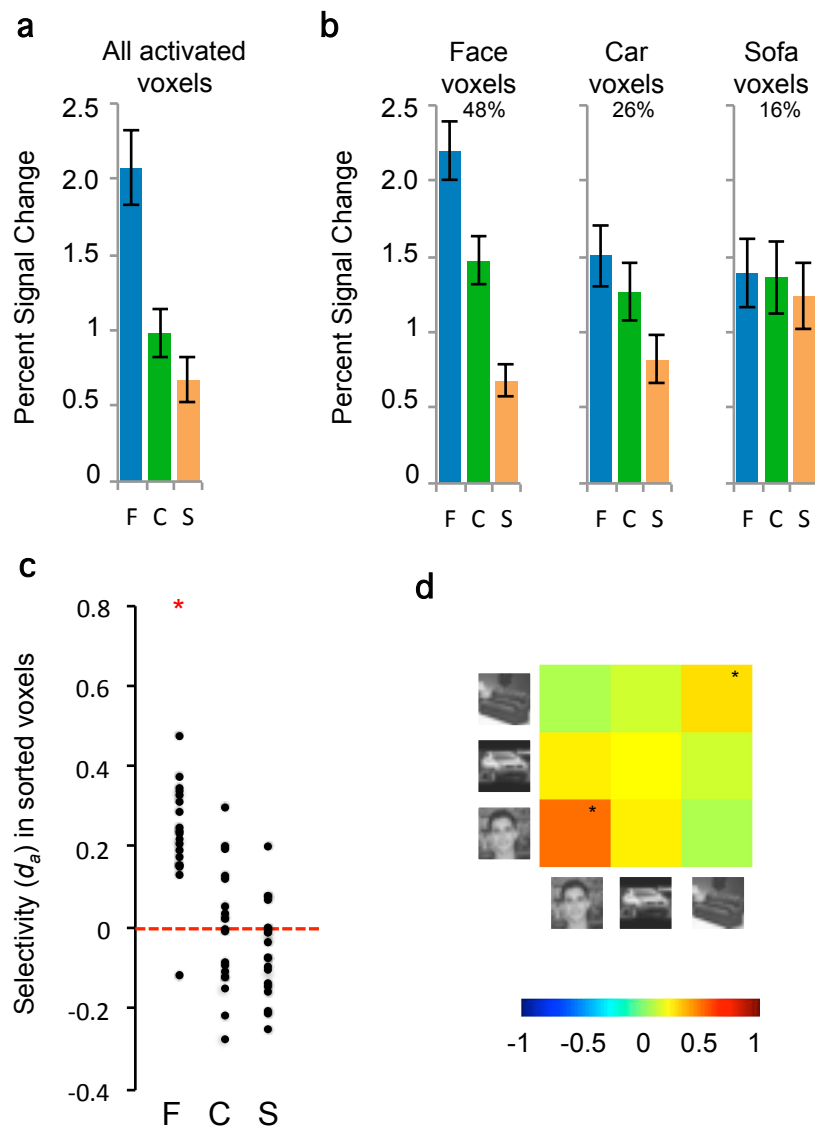 a
All activated
voxels
Percent Signal Change
2.5
2.0
1.5
1
0.5
0
F C S
b
Face
voxels
48%
Car
voxels
26%
Sofa
voxels
16%
Percent Signal Change
2.5
2.0
1.5
1
0.5
0
F C S
F C S
F C S
c
Selectivity (da) in sorted voxels
0.8
0.6
0.4
0.2
0
-0.2
-0.4
*
F C S
d
*
*
-1 -0.5 0 0.5 1